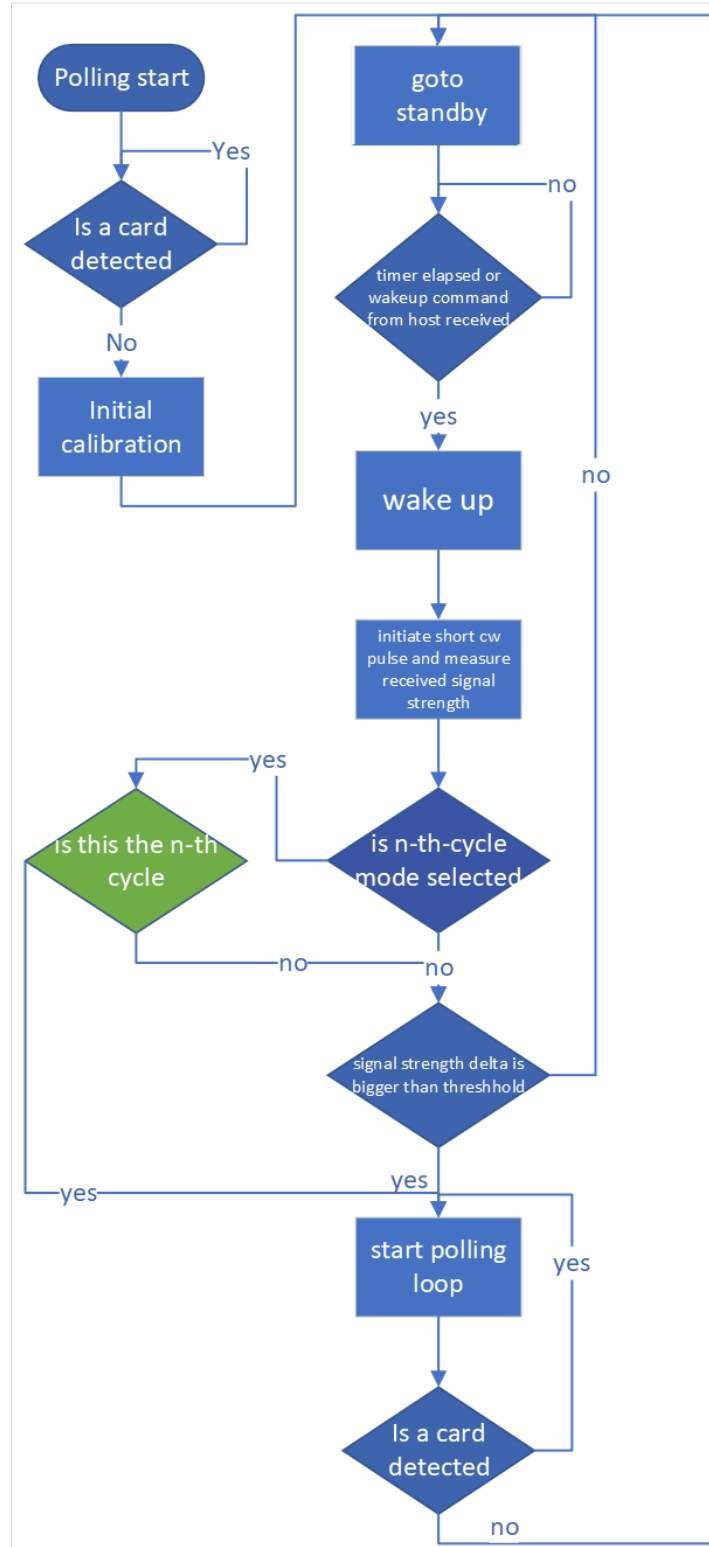 Polling start
Yes
Is a card
detected
No
Initial
calibration
goto
standby
no
timer elapsed or
wakeup command
from host received
yes
wake up
no
initiate short cw
pulse and measure
received signal
strength
yes
is this the n-th
cycle
is n-th-cycle
mode selected
no
no
signal strength delta is
bigger than threshhold
yes
yes
start polling
loop
yes
Is a card
detected
no